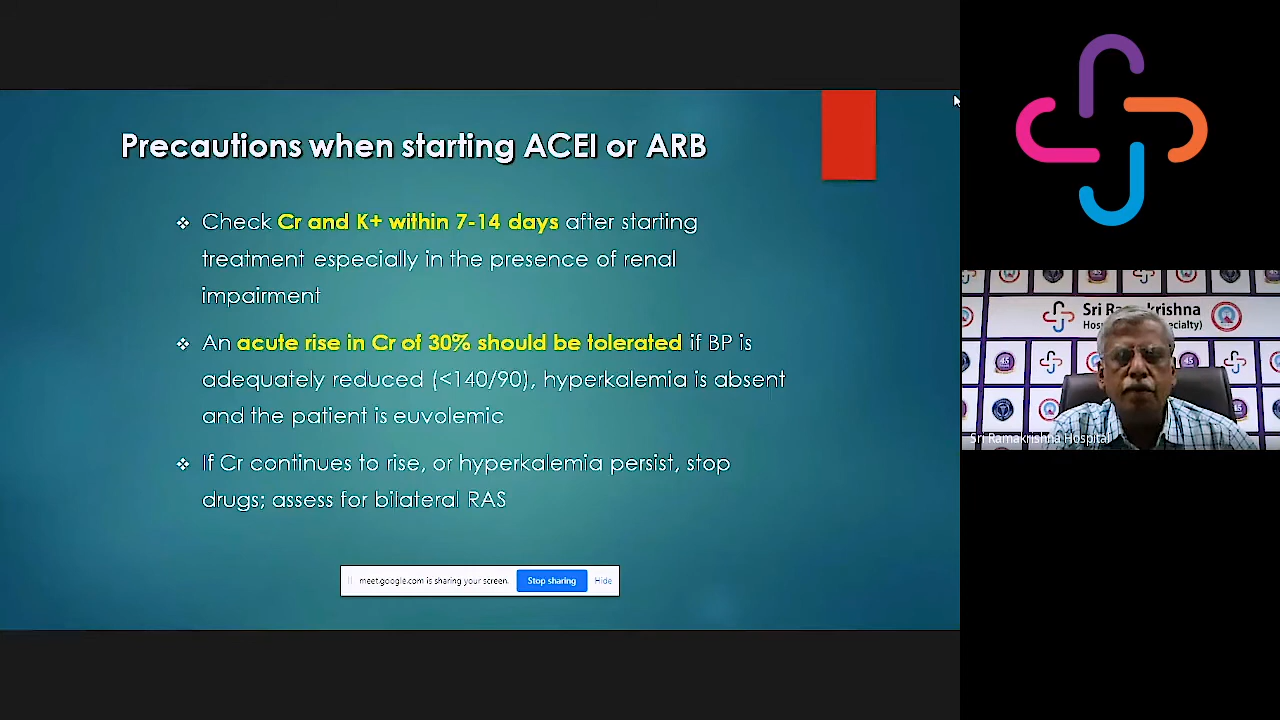 Precautions when starting ACEI or ARB
❖ Check Cr and K+ within 7-14 days after starting
treatment especially in the presence of renal
impairment
❖ An acute rise in Cr of 30% should be tolerated if BP is
adequately reduced (<140/90), hyperkalemia is absent
and the patient is euvolemic
❖ If Cr continues to rise, or hyperkalemia persist, stop
drugs; assess for bilateral RAS
meet.google.com is sharing your screen.
Stop sharing
Hide
Sri
Sri Ramakrishna Hospital